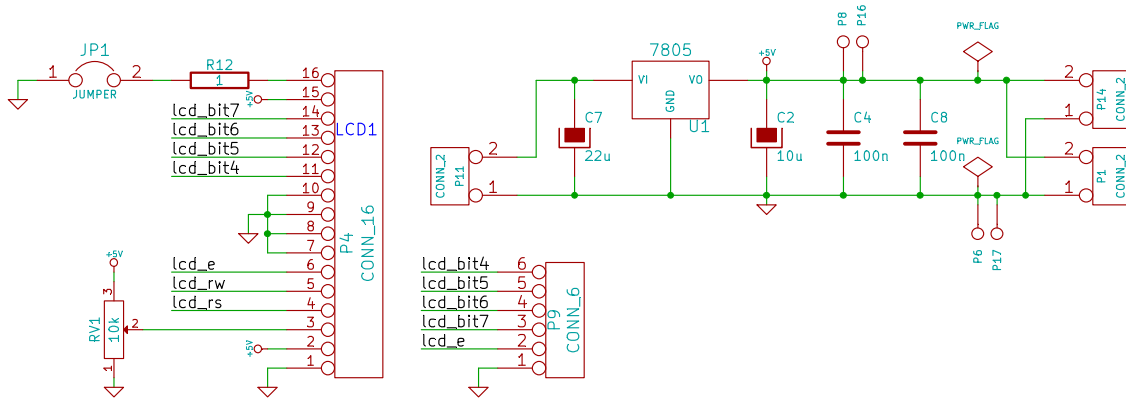 JP1
1
2
JUMPER
R12
1
+5V
lcd_bit7
lcd_bit6
lcd_bit5
lcd_bit4
lcd_e
lcd_rw
lcd_rs
16
15
14
13
12
11
10
9
8
7
6
5
4
3
2
1
LCD1
P4
CONN_16
+5V
3
RV1
10k
2
1
+5V
CONN_2
P11
2
1
C7
22u
7805
VI
VO
GND
U1
+5V
C2
10u
P8
P16
C4
100n
C8
100n
PWR_FLAG
PWR_FLAG
P6
P17
2
1
P14
CONN_2
2
1
P1
CONN_2
lcd_bit4
lcd_bit5
lcd_bit6
lcd_bit7
lcd_e
6
5
4
3
2
1
P9
CONN_6